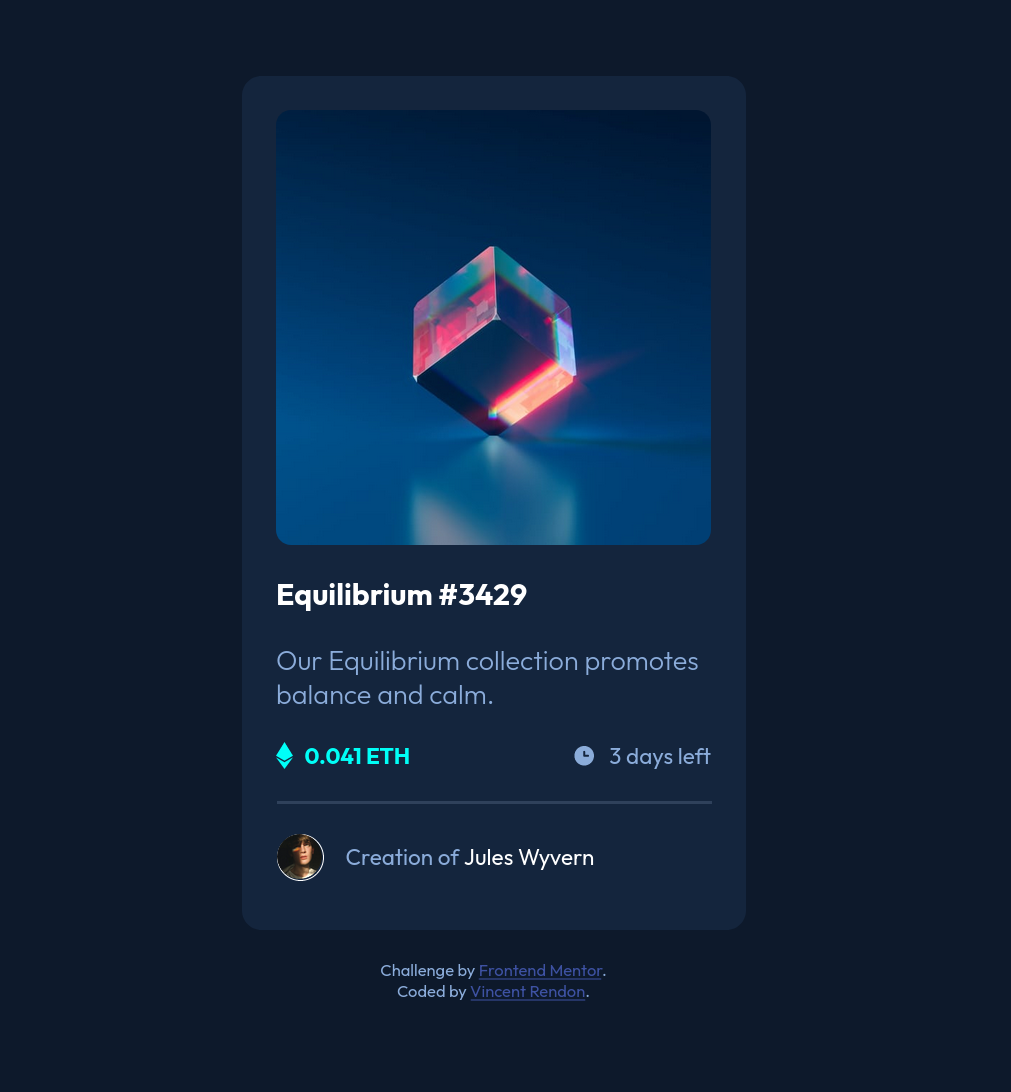 Equilibrium #3429
Our Equilibrium collection promotes
balance and calm.
0.041 ETH
3 days left
Creation of Jules Wyvern
Challenge by Frontend Mentor.
Coded by Vincent Rendon.